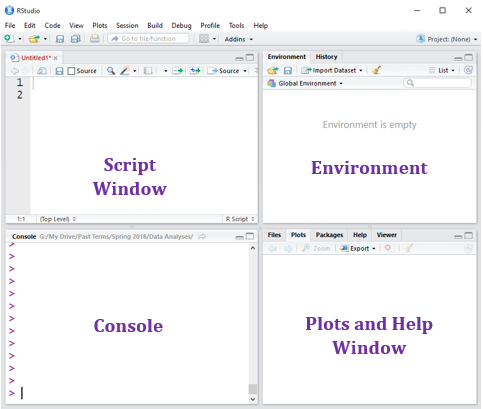 RStudio
File Edit Code View Plots Session Build Debug Profile Tools Help
Go to file/function Addins Project: (None)
Untitled1*
Source Source
1
2
Script
Window
1:1 (Top Level) R Script
Environment History
Import Dataset List
Global Environment
Environment is empty
Environment
Console G:/My Drive/Past Terms/Spring 2018/Data Analyses/
>
>
>
>
>
>
>
>
>
>
>
>
>
Console
Files Plots Packages Help Viewer
Zoom Export
Plots and Help
Window